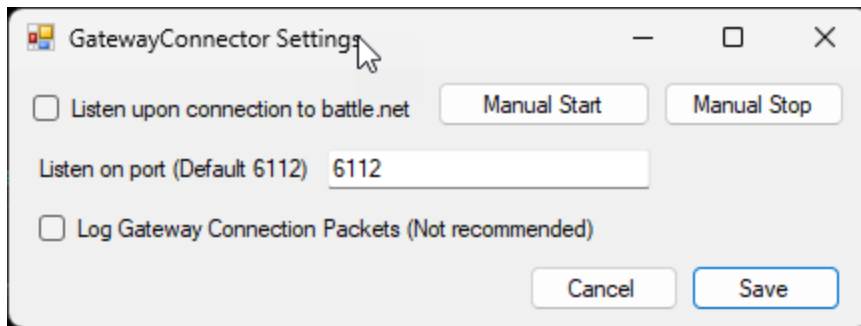 GatewayConnector Settings
Listen upon connection to battle.net Manual Start Manual Stop
Listen on port (Default 6112) 6112
Log Gateway Connection Packets (Not recommended)
Cancel Save